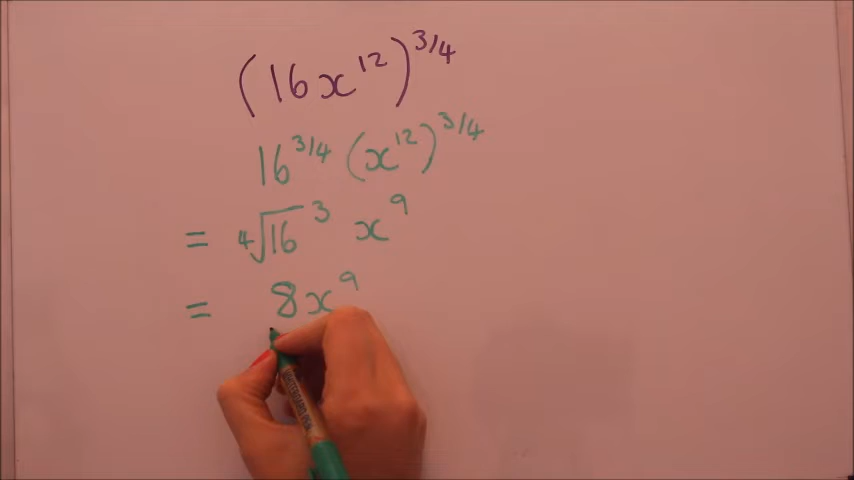 (16x¹²)^3/4
16^3/4 (x¹²)^3/4
= ⁴√16³ x⁹
= 8x⁹